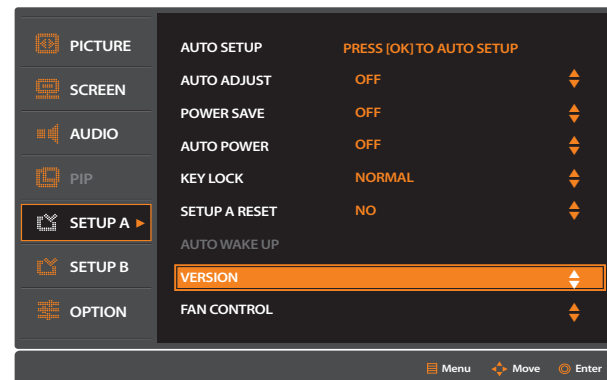 PICTURE
SCREEN
AUDIO
PIP
SETUP A
SETUP B
OPTION
AUTO SETUP PRESS [OK] TO AUTO SETUP
AUTO ADJUST OFF
POWER SAVE OFF
AUTO POWER OFF
KEY LOCK NORMAL
SETUP A RESET NO
AUTO WAKE UP
VERSION
FAN CONTROL
Menu Move Enter